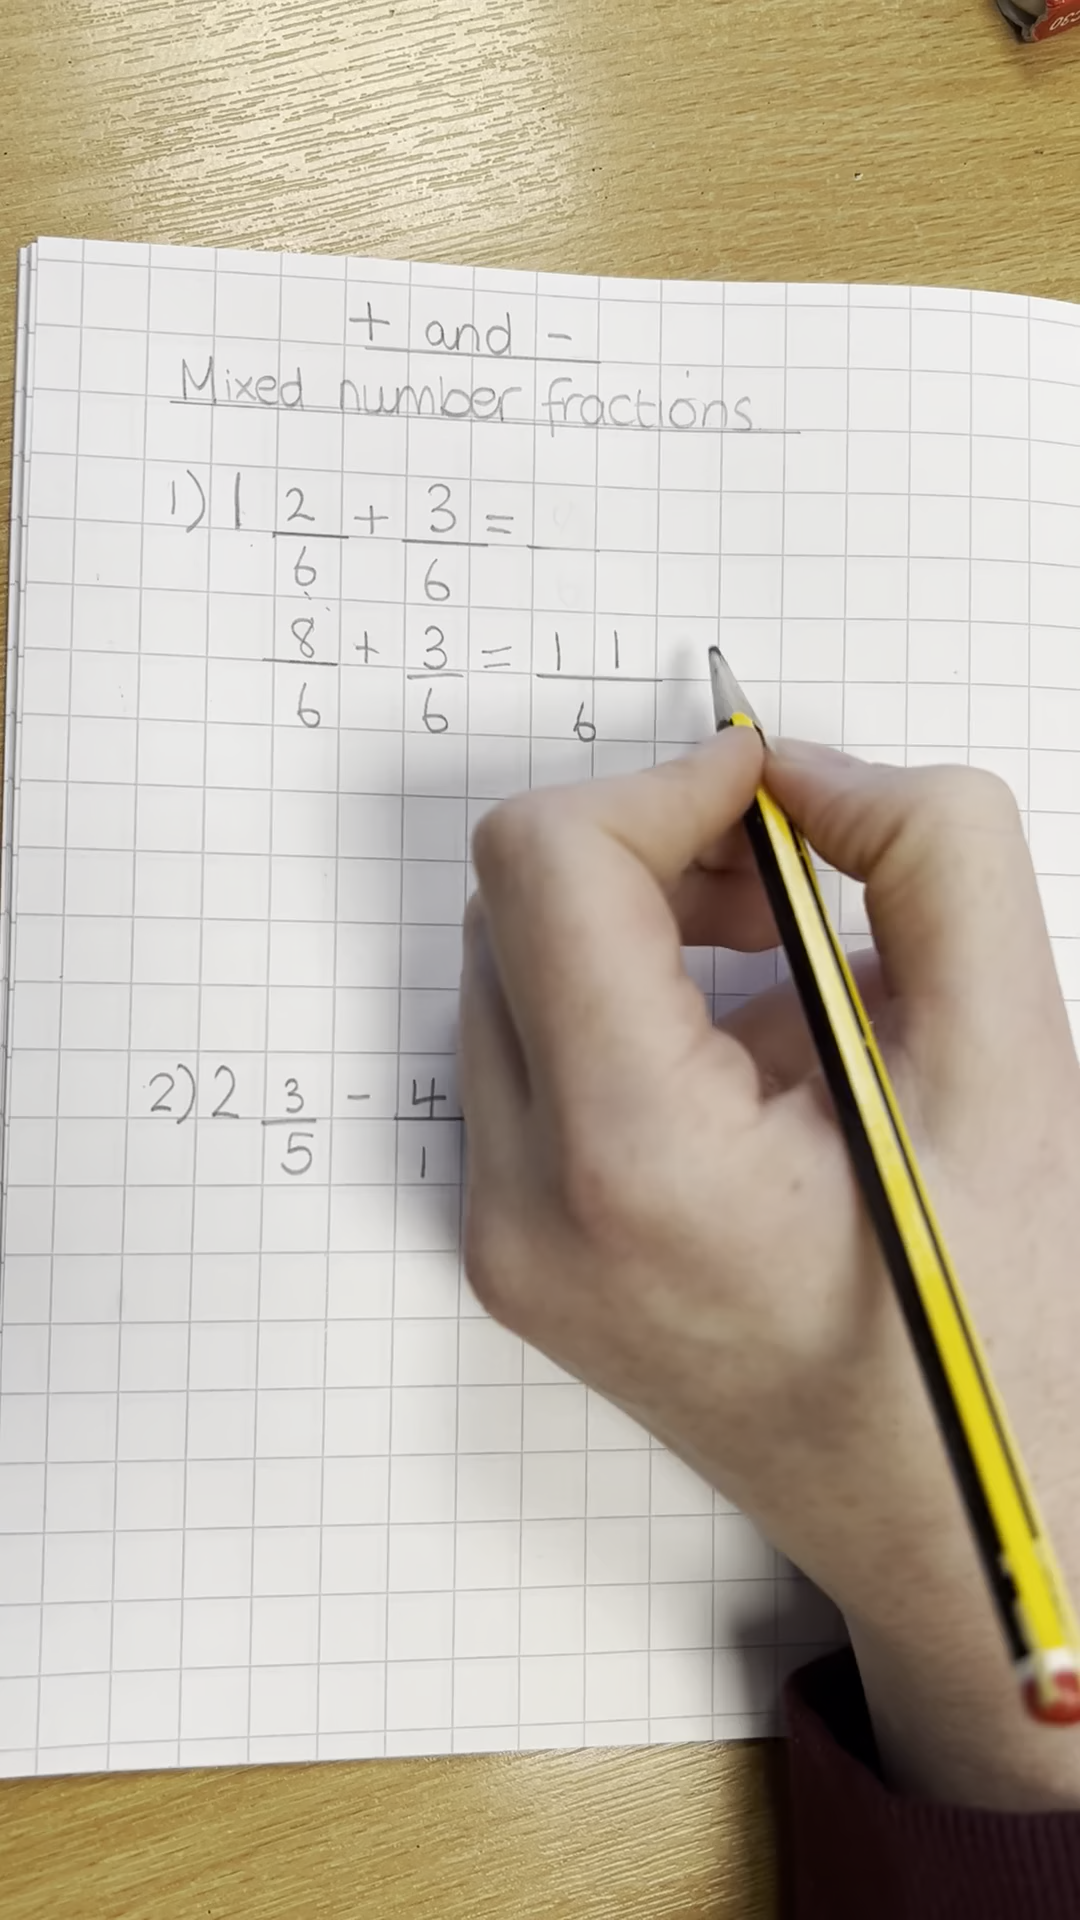 + and -
Mixed number fractions
1) 1 2/6 + 3/6 =
8/6 + 3/6 = 11/6
2) 2 3/5 - 4/1